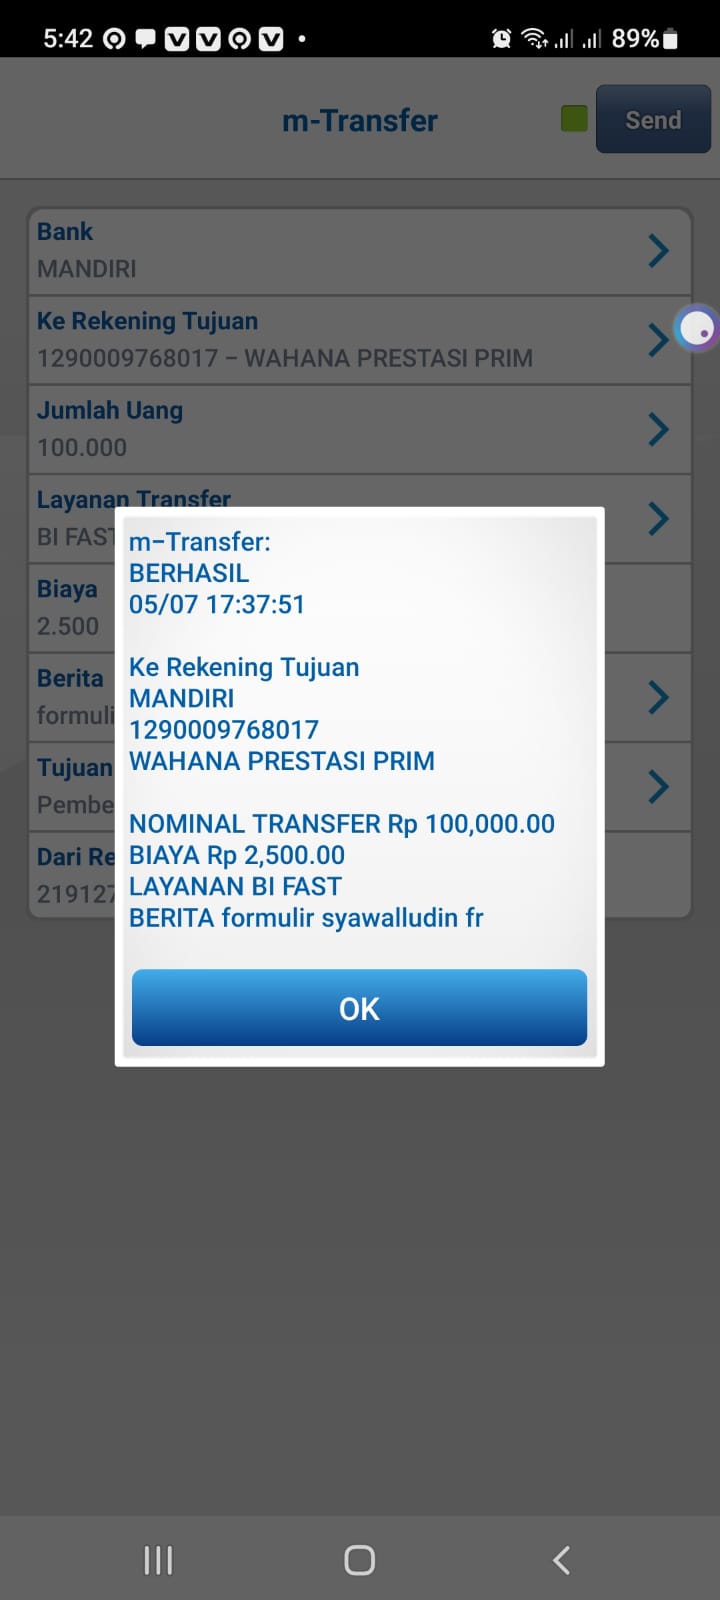 5:42
89%
m-Transfer
Send
Bank
MANDIRI
Ke Rekening Tujuan
1290009768017 – WAHANA PRESTASI PRIM
Jumlah Uang
100.000
Layanan Transfer
BI FAST
Biaya
2.500
Berita
formuli
Tujuan
Pembe
Dari Re
219127
m-Transfer:
BERHASIL
05/07 17:37:51
Ke Rekening Tujuan
MANDIRI
1290009768017
WAHANA PRESTASI PRIM
NOMINAL TRANSFER Rp 100,000.00
BIAYA Rp 2,500.00
LAYANAN BI FAST
BERITA formulir syawalludin fr
OK